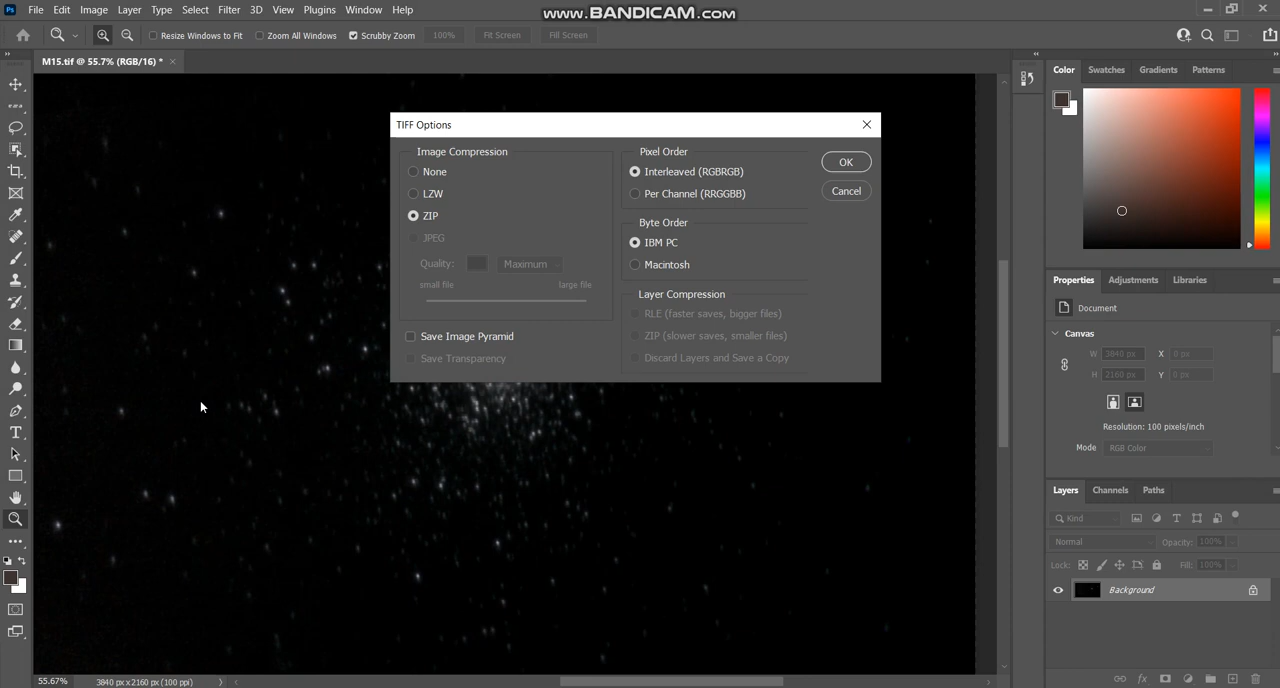 Ps File Edit Image Layer Type Select Filter 3D View Plugins Window Help
www.BANDICAM.com
Resize Windows to Fit Zoom All Windows Scrubby Zoom 100% Fit Screen Fill Screen
M15.tif @ 55.7% (RGB/16) *
TIFF Options
Image Compression
None
LZW
ZIP
JPEG
Quality: Maximum
small file large file
Save Image Pyramid
Save Transparency
Pixel Order
Interleaved (RGBRGB)
Per Channel (RRGGBB)
Byte Order
IBM PC
Macintosh
Layer Compression
RLE (faster saves, bigger files)
ZIP (slower saves, smaller files)
Discard Layers and Save a Copy
OK
Cancel
Color Swatches Gradients Patterns
Properties Adjustments Libraries
Document
Canvas
W 3840 px X 0 px
H 2160 px Y 0 px
Resolution: 100 pixels/inch
Mode RGB Color
Layers Channels Paths
Kind
Normal Opacity: 100%
Lock: Fill: 100%
Background
55.67% 3840 px x 2160 px (100 ppi)